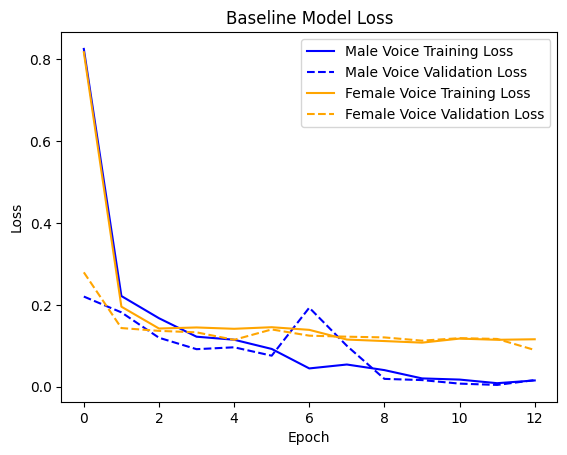 Baseline Model Loss
Male Voice Training Loss
Male Voice Validation Loss
Female Voice Training Loss
Female Voice Validation Loss
Loss
0.8
0.6
0.4
0.2
0.0
0 2 4 6 8 10 12
Epoch